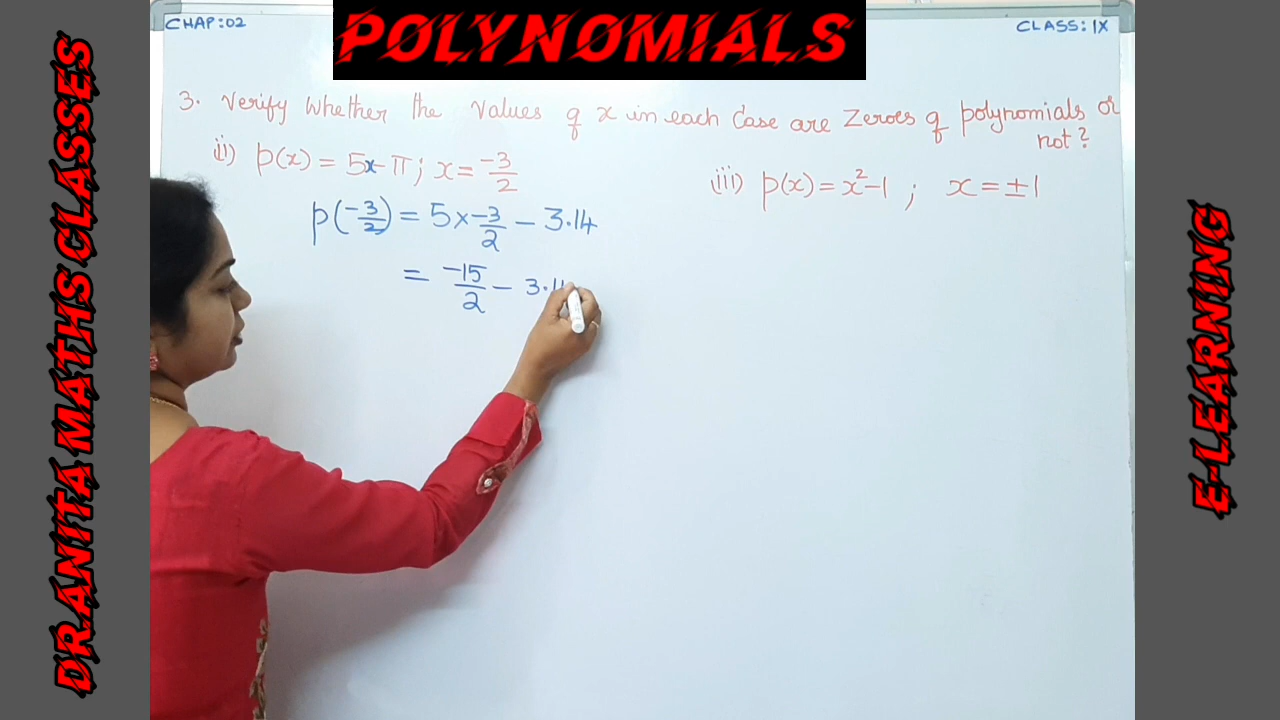 POLYNOMIALS
CHAP:02
CLASS: IX
3. Verify whether the values of x in each case are zeroes of polynomials or
not?
ii) p(x) = 5x - π ; x = -3/2
p(-3/2) = 5 × -3/2 - 3.14
= -15/2 - 3.1
iii) p(x) = x² - 1 ; x = ±1
DR.ANITA MATHS CLASSES
E-LEARNING